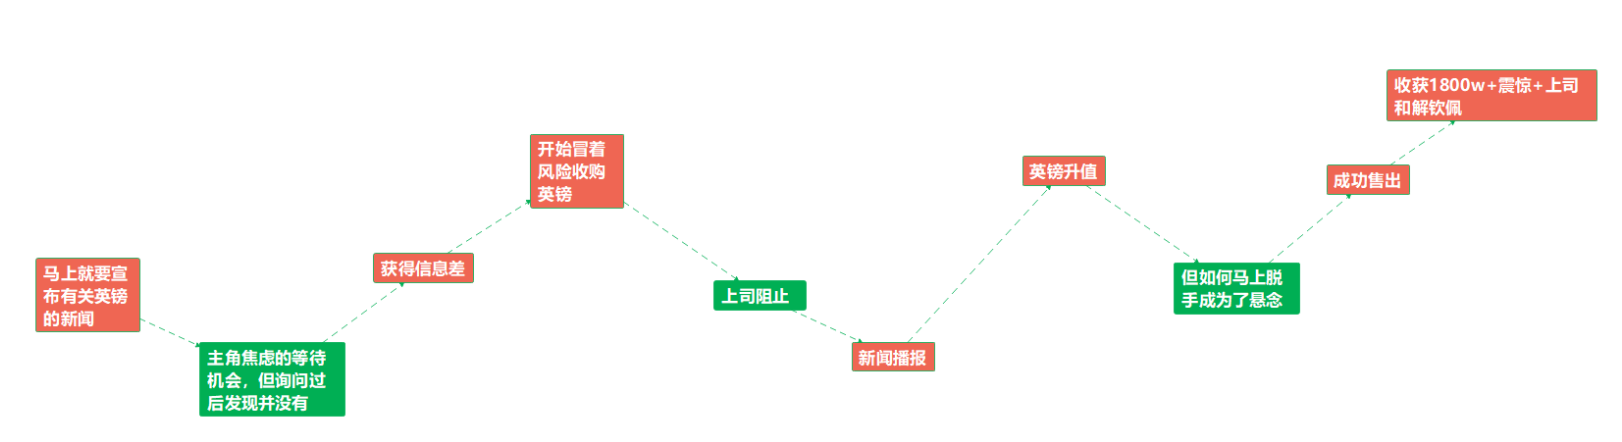 马上就要宣
布有关英镑
的新闻
主角焦虑的等待
机会，但询问过
后发现并没有
获得信息差
开始冒着
风险收购
英镑
上司阻止
新闻播报
英镑升值
但如何马上脱
手成为了悬念
成功售出
收获1800w+震惊+上司
和解钦佩